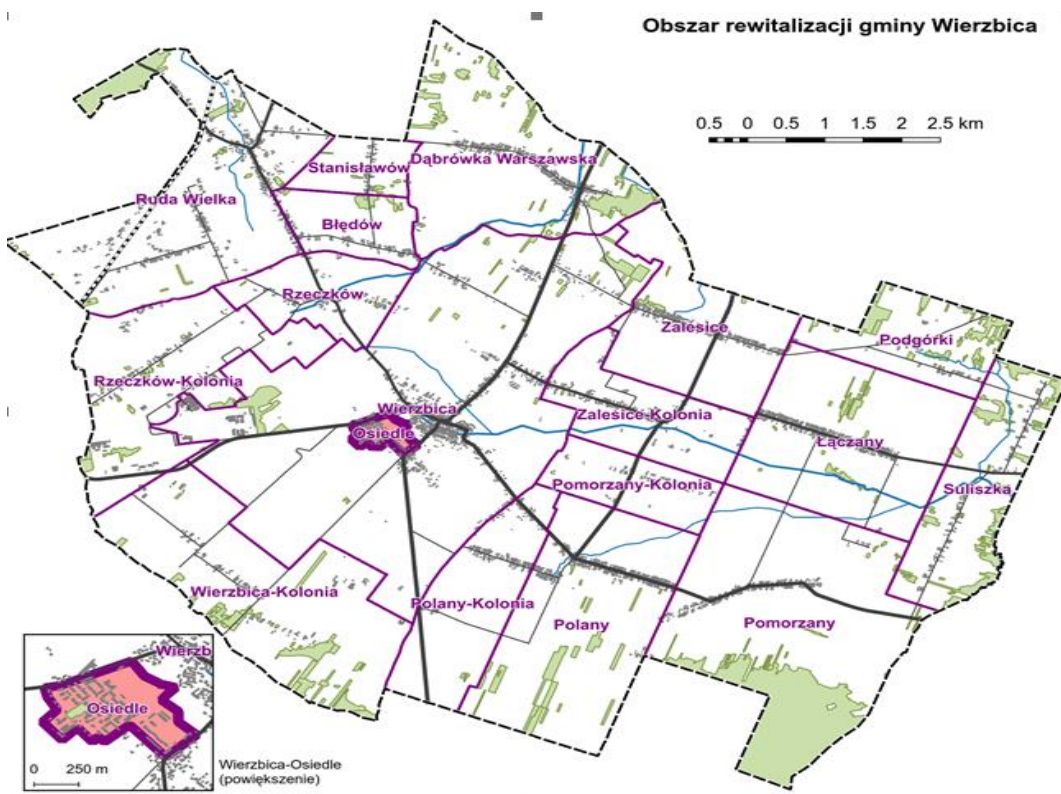 Obszar rewitalizacji gminy Wierzbica
0.5 0 0.5 1 1.5 2 2.5 km
Dąbrówka Warszawska
Stanisławów
Ruda Wielka
Błędów
Rzeczków
Zalesice
Podgórki
Rzeczków-Kolonia
Wierzbica
Osiedle
Zalesice-Kolonia
Łączany
Pomorzany-Kolonia
Suliszka
Wierzbica-Kolonia
Polany-Kolonia
Polany
Pomorzany
Wierzb
Osiedle
0 250 m
Wierzbica-Osiedle
(powiększenie)